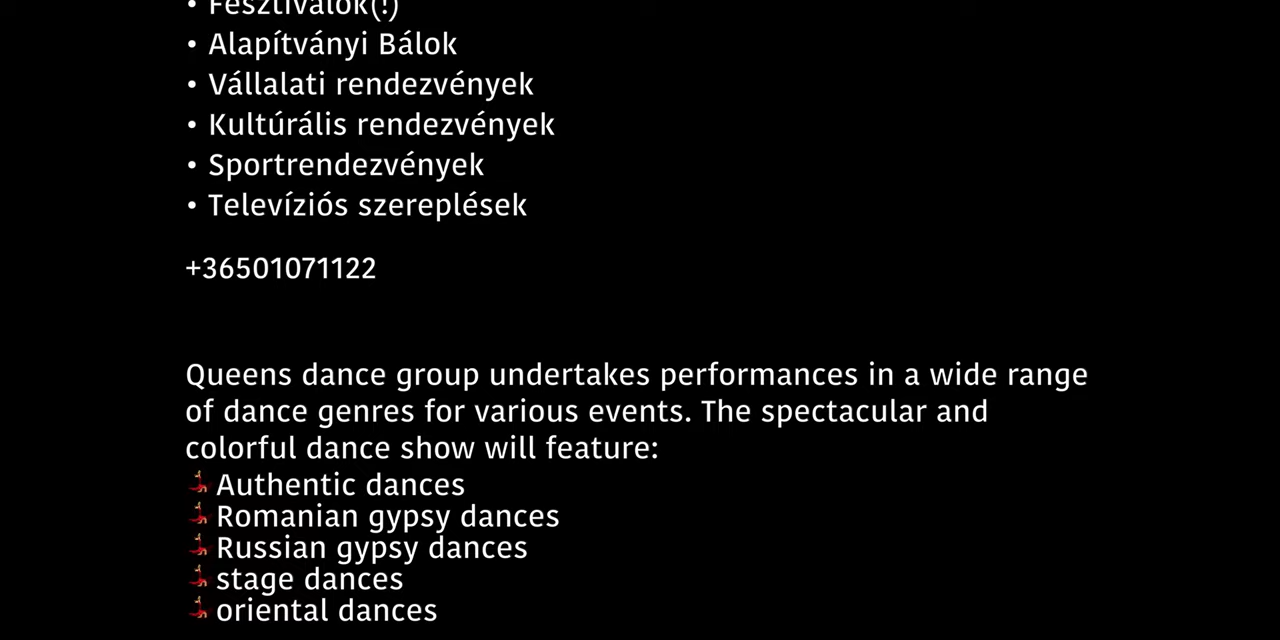 • Fesztiválok(!)
• Alapítványi Bálok
• Vállalati rendezvények
• Kultúrális rendezvények
• Sportrendezvények
• Televíziós szereplések
+36501071122
Queens dance group undertakes performances in a wide range
of dance genres for various events. The spectacular and
colorful dance show will feature:
💃Authentic dances
💃Romanian gypsy dances
💃Russian gypsy dances
💃stage dances
💃oriental dances